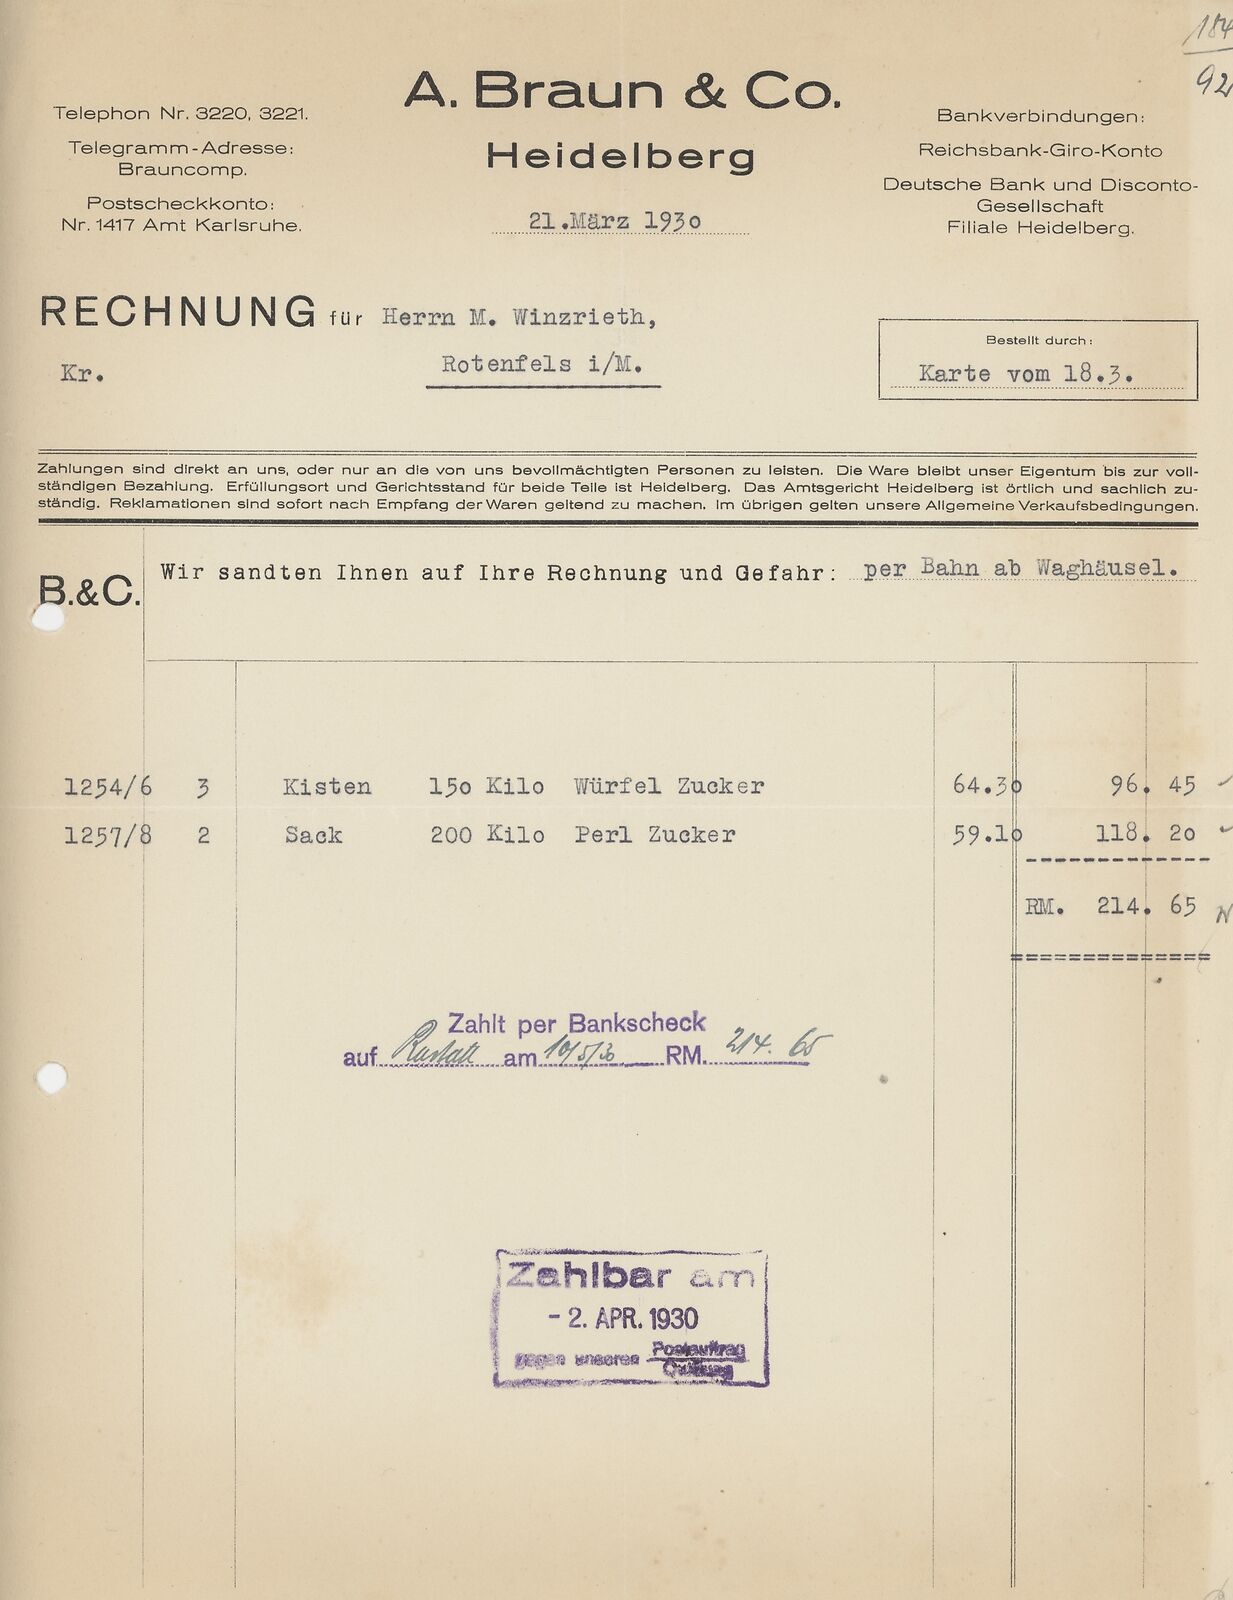 184
92
A. Braun & Co.
Heidelberg
21.März 1930
Telephon Nr. 3220, 3221.
Telegramm-Adresse:
Brauncomp.
Postscheckkonto:
Nr. 1417 Amt Karlsruhe.
Bankverbindungen:
Reichsbank-Giro-Konto
Deutsche Bank und Disconto-
Gesellschaft
Filiale Heidelberg.
RECHNUNG für Herrn M. Winzrieth,
Rotenfels i/M.
Kr.
Bestellt durch:
Karte vom 18.3.
Zahlungen sind direkt an uns, oder nur an die von uns bevollmächtigten Personen zu leisten. Die Ware bleibt unser Eigentum bis zur voll-
ständigen Bezahlung. Erfüllungsort und Gerichtsstand für beide Teile ist Heidelberg. Das Amtsgericht Heidelberg ist örtlich und sachlich zu-
ständig. Reklamationen sind sofort nach Empfang der Waren geltend zu machen. Im übrigen gelten unsere Allgemeine Verkaufsbedingungen.
B.&C.
Wir sandten Ihnen auf Ihre Rechnung und Gefahr: per Bahn ab Waghäusel.
1254/6 3 Kisten 150 Kilo Würfel Zucker 64.30 96. 45
1257/8 2 Sack 200 Kilo Perl Zucker 59.10 118. 20
RM. 214. 65
Zahlt per Bankscheck
auf Rastatt am 10/5/30 RM. 214. 65
Zahlbar am
- 2. APR. 1930
gegen unseren Postauftrag
Quittung